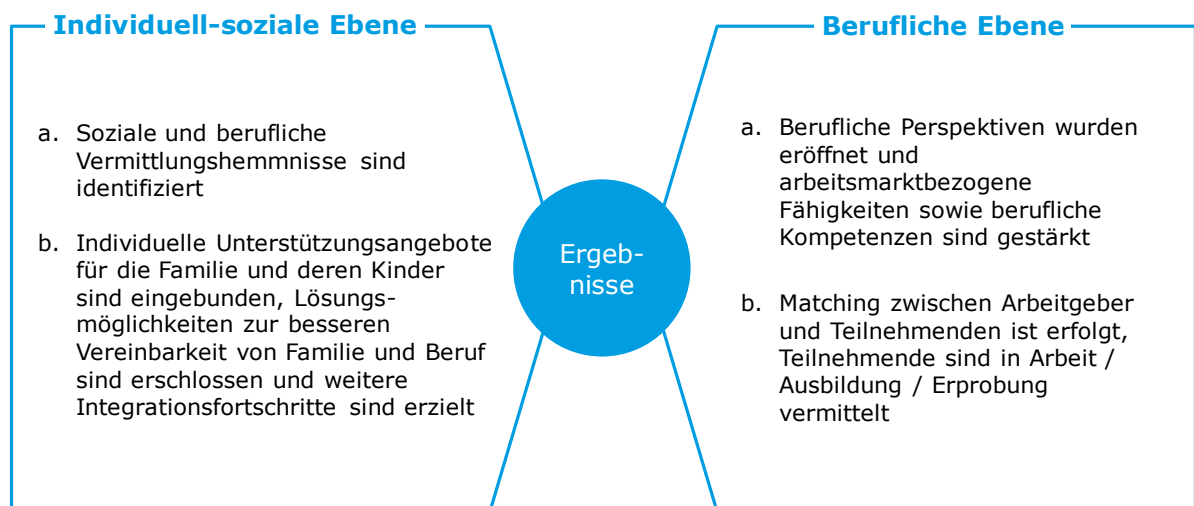 Individuell-soziale Ebene
a. Soziale und berufliche
Vermittlungshemmnisse sind
identifiziert
b. Individuelle Unterstützungsangebote
für die Familie und deren Kinder
sind eingebunden, Lösungs-
möglichkeiten zur besseren
Vereinbarkeit von Familie und Beruf
sind erschlossen und weitere
Integrationsfortschritte sind erzielt
Ergeb-
nisse
Berufliche Ebene
a. Berufliche Perspektiven wurden
eröffnet und
arbeitsmarktbezogene
Fähigkeiten sowie berufliche
Kompetenzen sind gestärkt
b. Matching zwischen Arbeitgeber
und Teilnehmenden ist erfolgt,
Teilnehmende sind in Arbeit /
Ausbildung / Erprobung
vermittelt